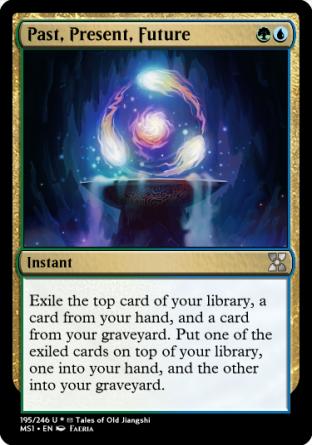 Past, Present, Future
Instant
Exile the top card of your library, a
card from your hand, and a card
from your graveyard. Put one of the
exiled cards on top of your library,
one into your hand, and the other
into your graveyard.
195/246 U * Tales of Old Jiangshi
MS1 • EN Faeria